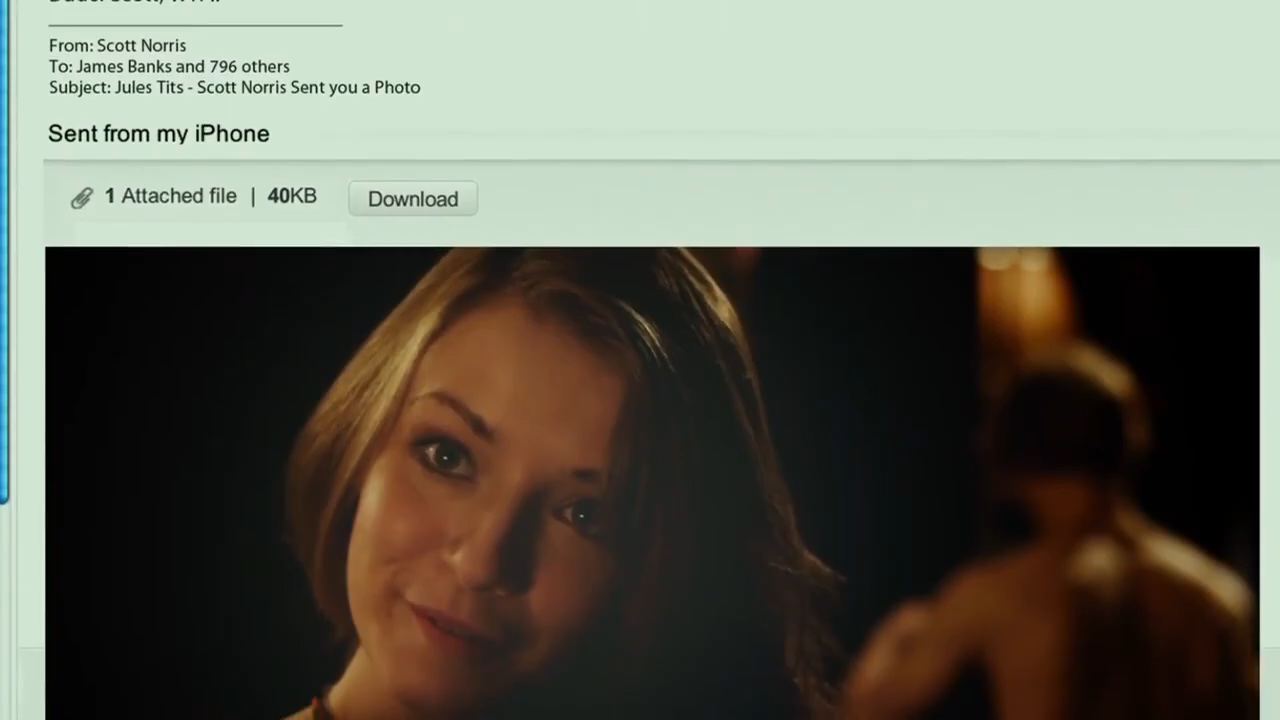 From: Scott Norris
To: James Banks and 796 others
Subject: Jules Tits - Scott Norris Sent you a Photo
Sent from my iPhone
1 Attached file | 40KB
Download